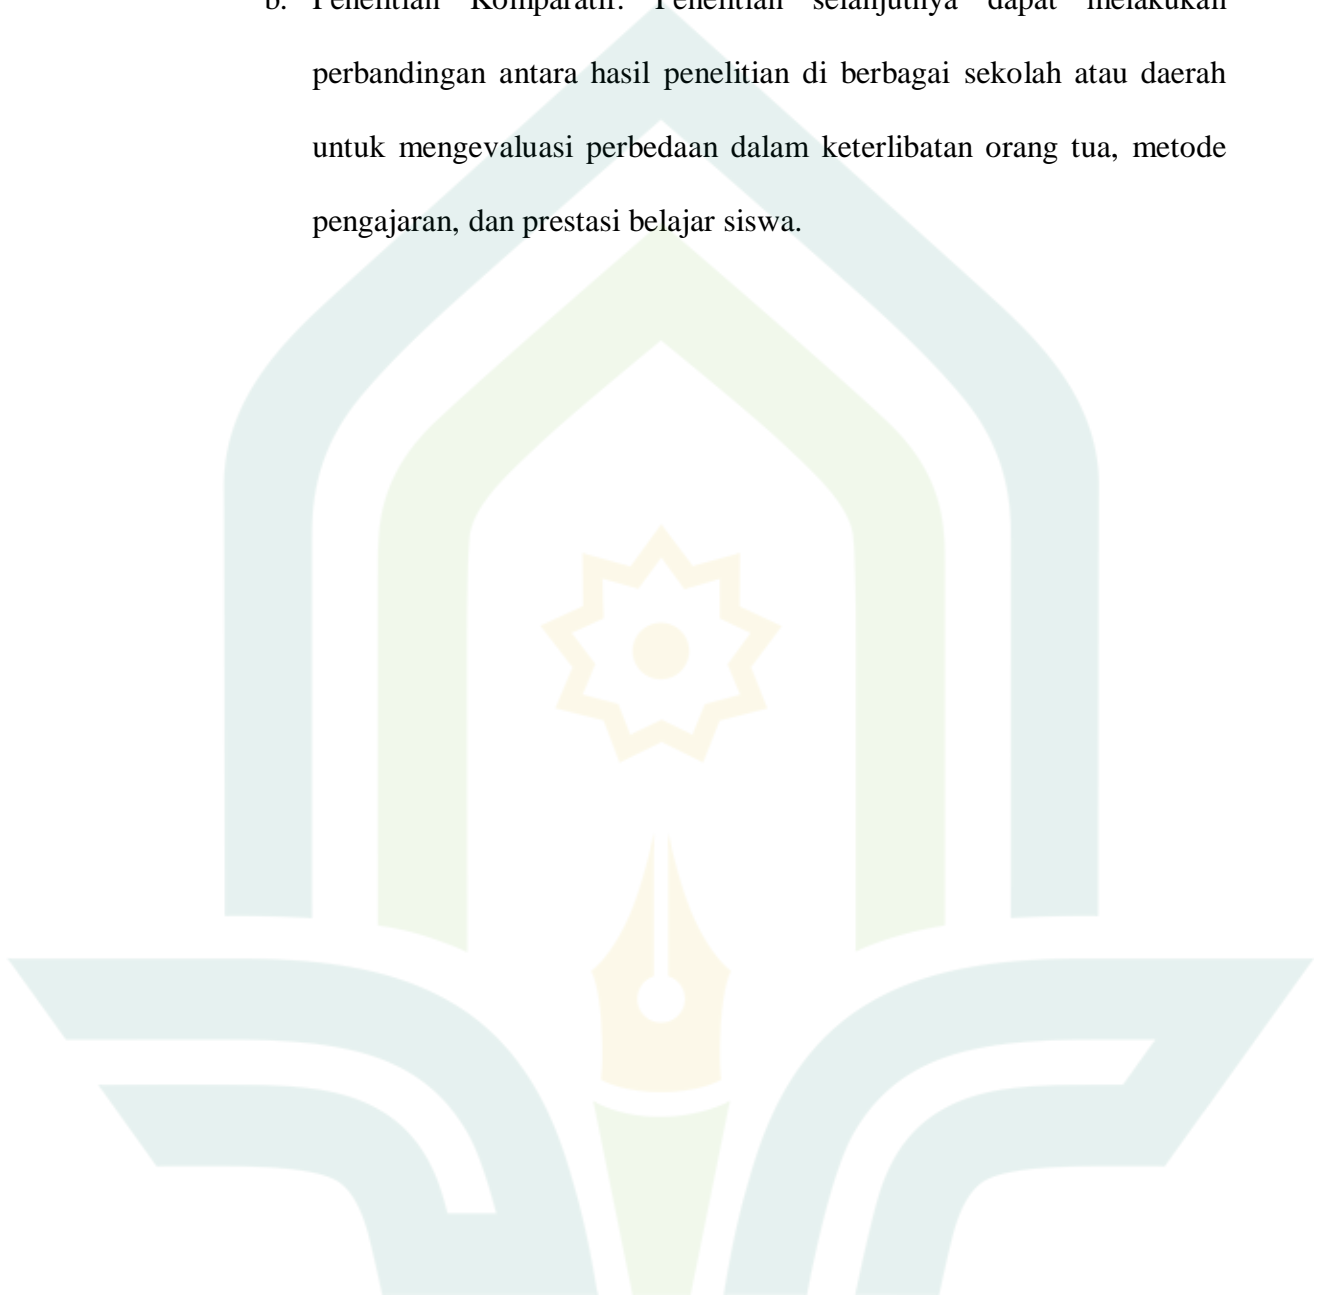 b. Penelitian Komparatif: Penelitian selanjutnya dapat melakukan
perbandingan antara hasil penelitian di berbagai sekolah atau daerah
untuk mengevaluasi perbedaan dalam keterlibatan orang tua, metode
pengajaran, dan prestasi belajar siswa.